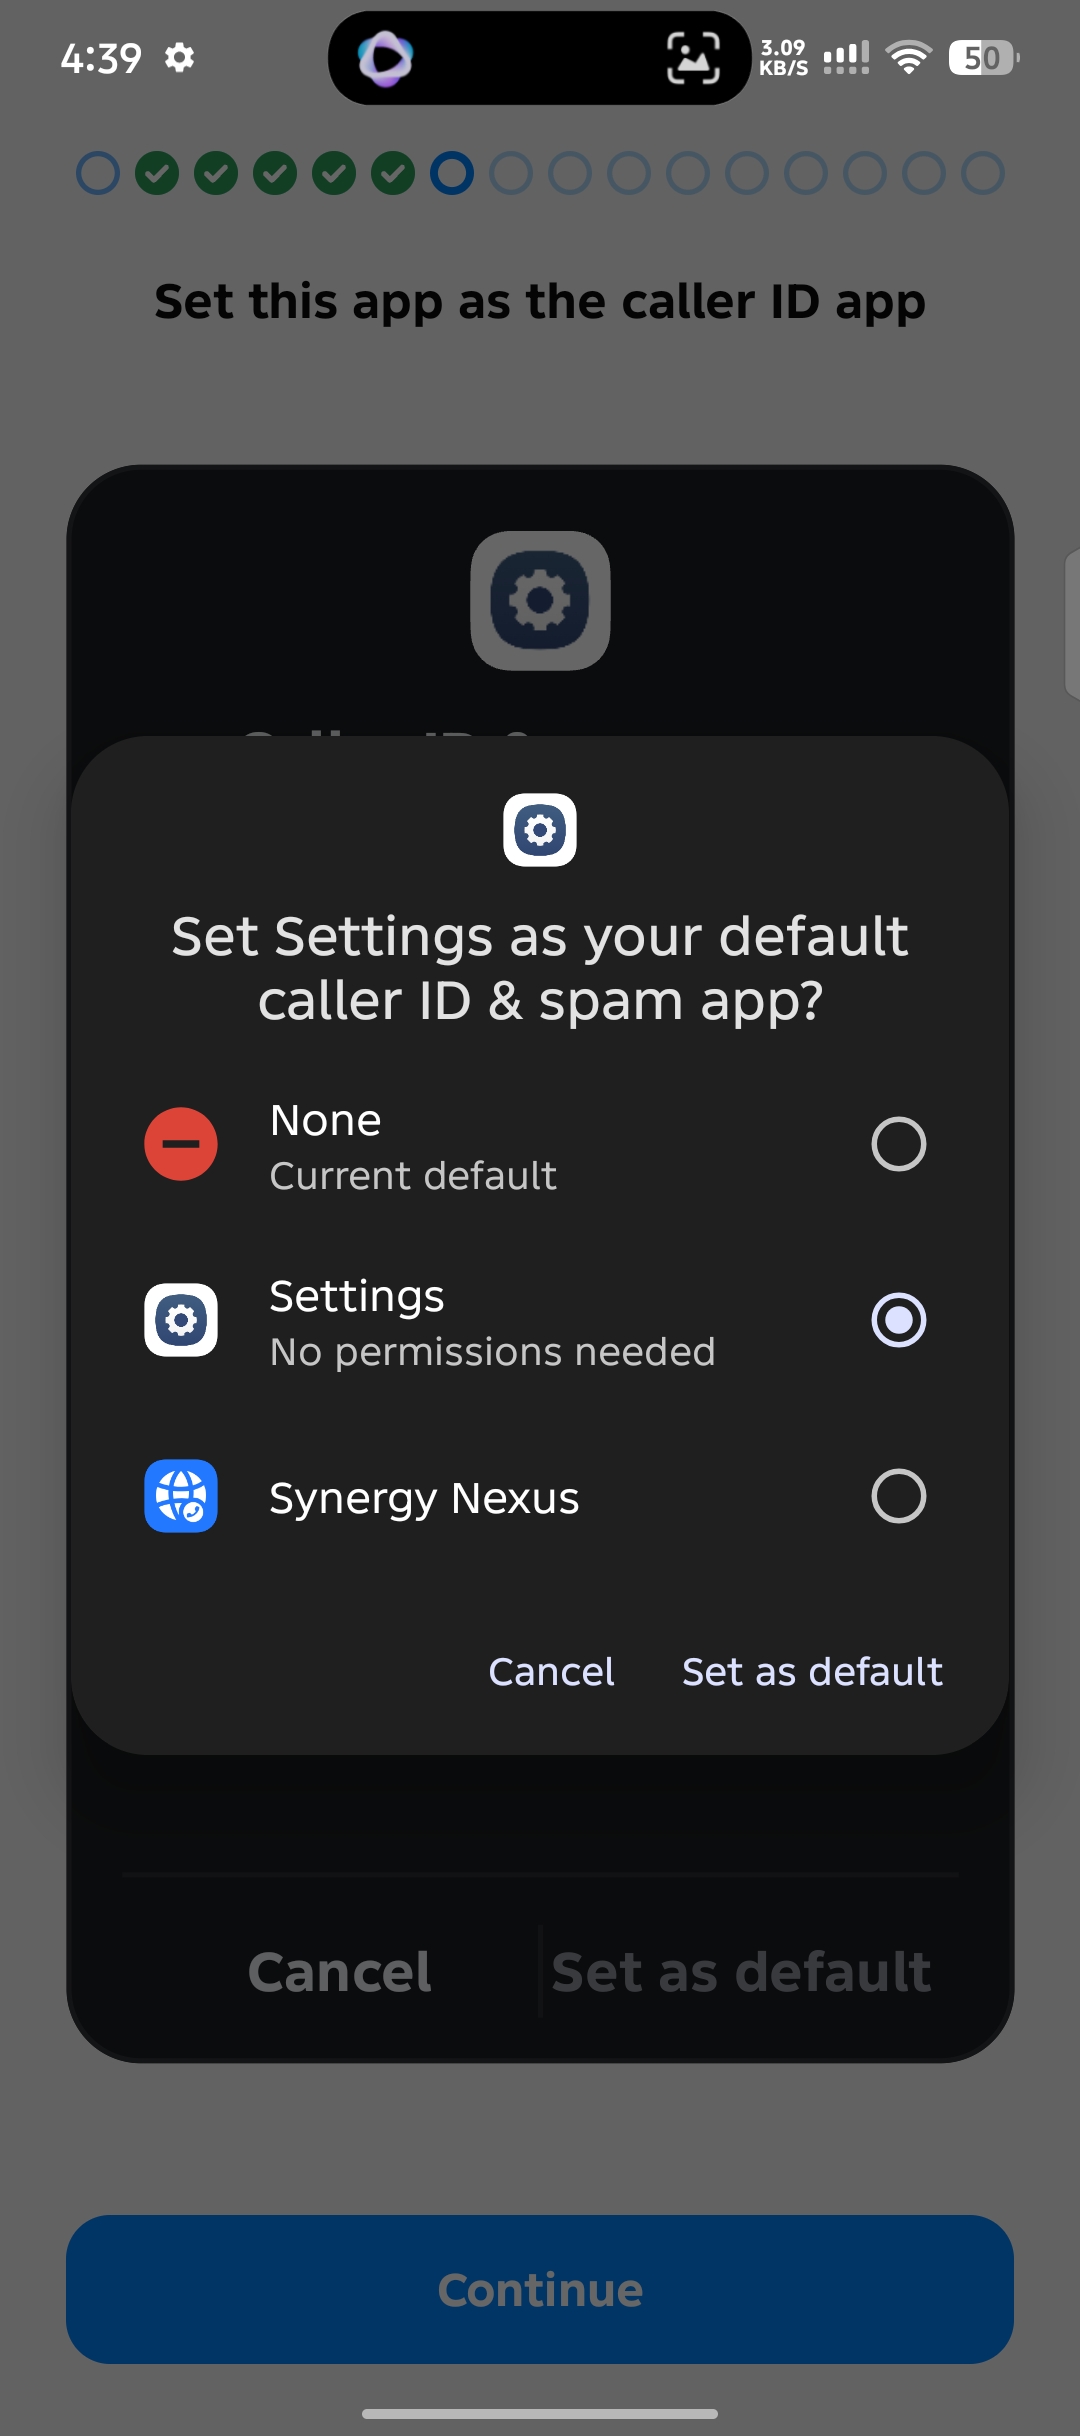 4:39
3.09
KB/S
50
Set this app as the caller ID app
Set Settings as your default
caller ID & spam app?
None
Current default
Settings
No permissions needed
Synergy Nexus
Cancel Set as default
Cancel Set as default
Continue